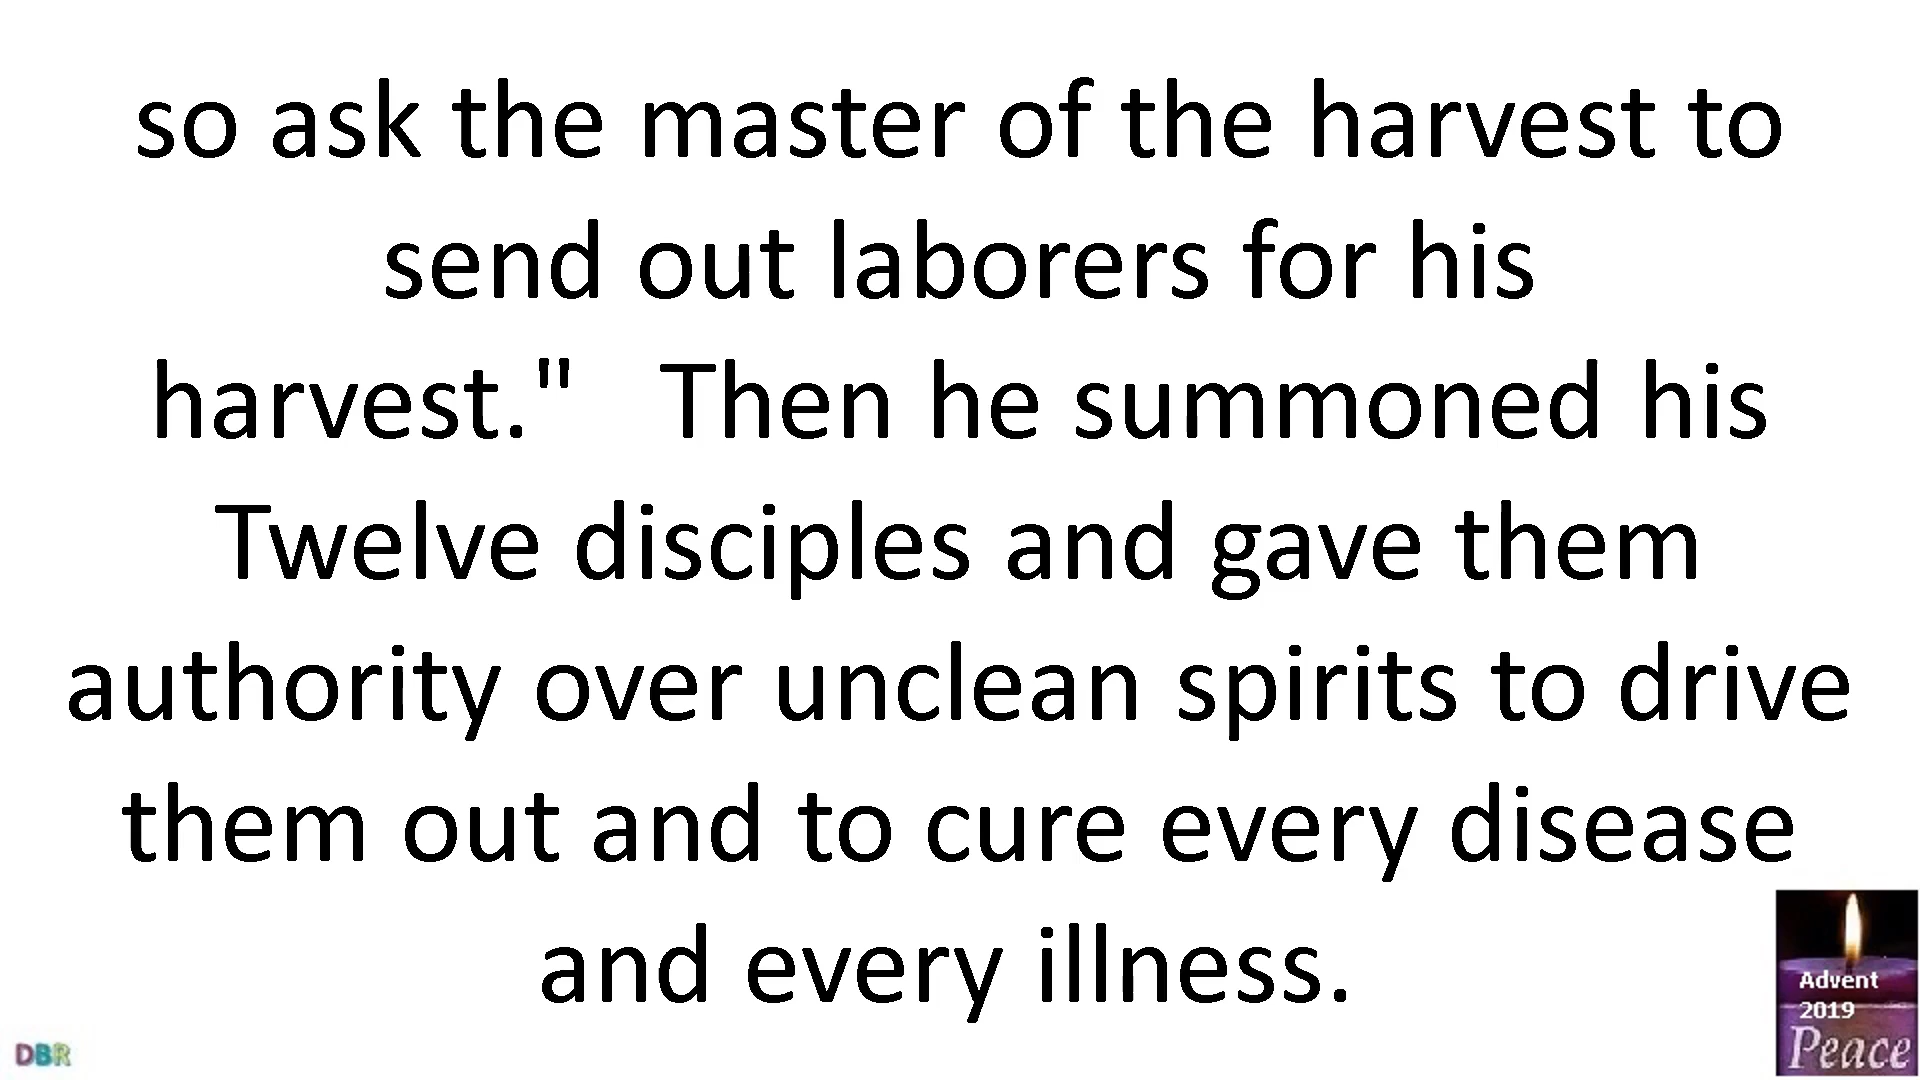 so ask the master of the harvest to
send out laborers for his
harvest."   Then he summoned his
Twelve disciples and gave them
authority over unclean spirits to drive
them out and to cure every disease
and every illness.
Advent
2019
Peace
DBR